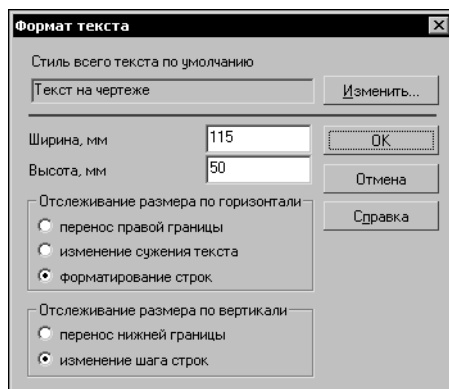 Формат текста
Стиль всего текста по умолчанию
Текст на чертеже
Изменить...
Ширина, мм 115
OK
Высота, мм 50
Отмена
Отслеживание размера по горизонтали
Справка
перенос правой границы
изменение сужения текста
форматирование строк
Отслеживание размера по вертикали
перенос нижней границы
изменение шага строк